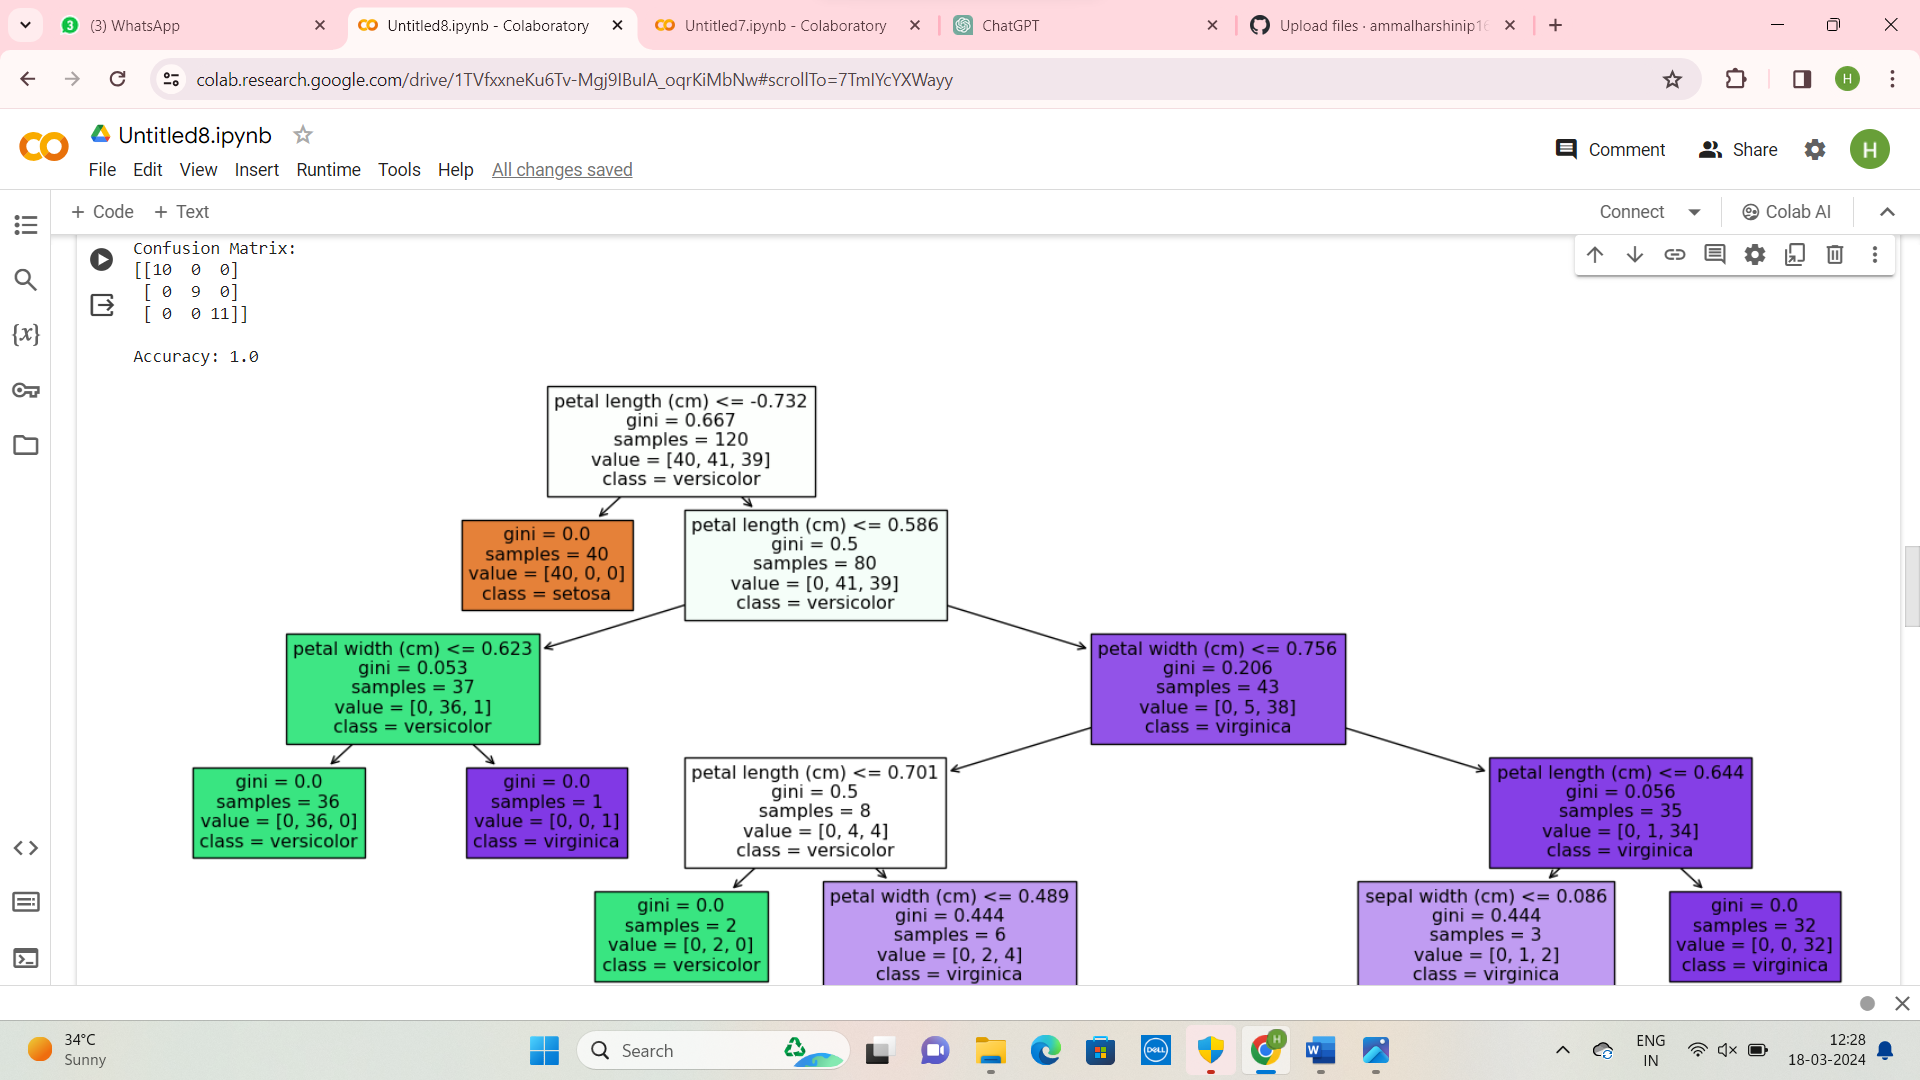 (3) WhatsApp
Untitled8.ipynb - Colaboratory
Untitled7.ipynb - Colaboratory
ChatGPT
Upload files · ammalharshinip16
colab.research.google.com/drive/1TVfxxneKu6Tv-Mgj9IBuIA_oqrKiMbNw#scrollTo=7TmIYcYXWayy
H
Untitled8.ipynb
File Edit View Insert Runtime Tools Help All changes saved
Comment Share H
+ Code + Text
Connect Colab AI
Confusion Matrix:
[[10 0 0]
[ 0 9 0]
[ 0 0 11]]
Accuracy: 1.0
petal length (cm) <= -0.732
gini = 0.667
samples = 120
value = [40, 41, 39]
class = versicolor
gini = 0.0
samples = 40
value = [40, 0, 0]
class = setosa
petal length (cm) <= 0.586
gini = 0.5
samples = 80
value = [0, 41, 39]
class = versicolor
petal width (cm) <= 0.623
gini = 0.053
samples = 37
value = [0, 36, 1]
class = versicolor
petal width (cm) <= 0.756
gini = 0.206
samples = 43
value = [0, 5, 38]
class = virginica
gini = 0.0
samples = 36
value = [0, 36, 0]
class = versicolor
gini = 0.0
samples = 1
value = [0, 0, 1]
class = virginica
petal length (cm) <= 0.701
gini = 0.5
samples = 8
value = [0, 4, 4]
class = versicolor
petal length (cm) <= 0.644
gini = 0.056
samples = 35
value = [0, 1, 34]
class = virginica
gini = 0.0
samples = 2
value = [0, 2, 0]
class = versicolor
petal width (cm) <= 0.489
gini = 0.444
samples = 6
value = [0, 2, 4]
class = virginica
sepal width (cm) <= 0.086
gini = 0.444
samples = 3
value = [0, 1, 2]
class = virginica
gini = 0.0
samples = 32
value = [0, 0, 32]
class = virginica
34°C
Sunny
Search
DELL
H
ENG
IN
12:28
18-03-2024